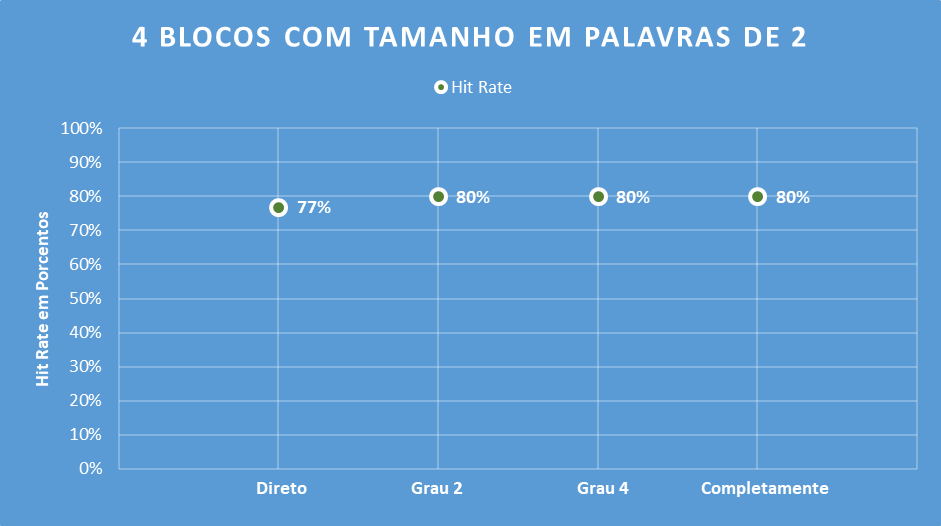 4 BLOCOS COM TAMANHO EM PALAVRAS DE 2
Hit Rate
Hit Rate em Porcentos
100%
90%
80%
70%
60%
50%
40%
30%
20%
10%
0%
77%
80%
80%
80%
Direto
Grau 2
Grau 4
Completamente